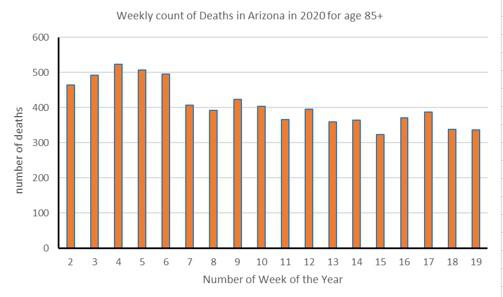 Weekly count of Deaths in Arizona in 2020 for age 85+
number of deaths
600
500
400
300
200
100
0
2 3 4 5 6 7 8 9 10 11 12 13 14 15 16 17 18 19
Number of Week of the Year